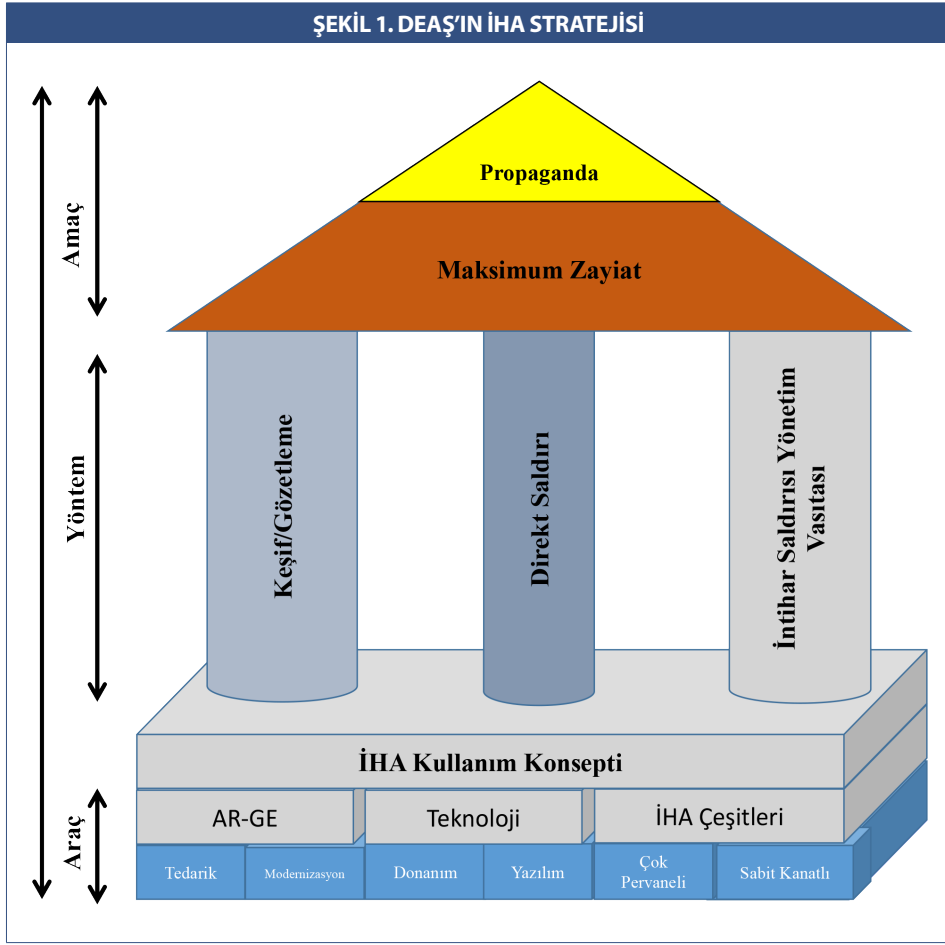 ŞEKİL 1. DEAŞ’IN İHA STRATEJİSİ
Amaç
Propaganda
Maksimum Zayiat
Yöntem
Keşif/Gözetleme
Direkt Saldırı
İntihar Saldırısı Yönetim
Vasıtası
İHA Kullanım Konsepti
Araç
AR-GE
Teknoloji
İHA Çeşitleri
Tedarik
Modernizasyon
Donanım
Yazılım
Çok
Pervaneli
Sabit Kanatlı